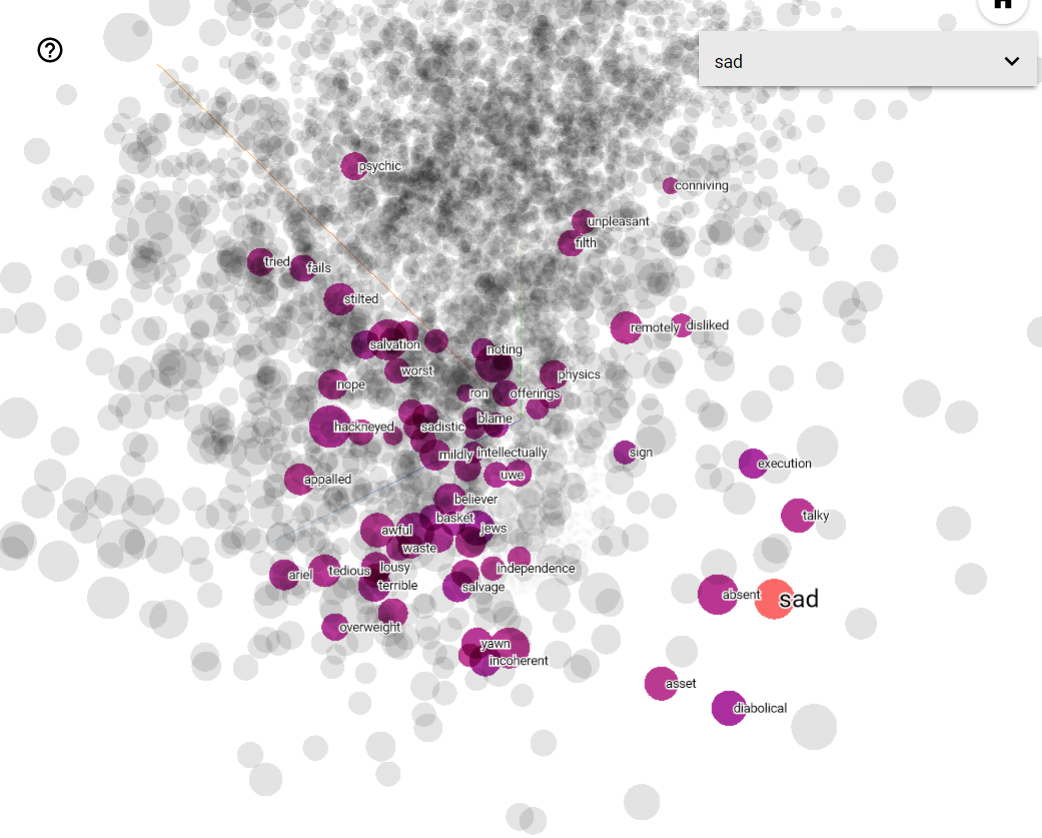 sad
psychic
conniving
unpleasant
filth
tried
fails
stilted
remotely
disliked
salvation
noting
worst
physics
nope
ron
offerings
hackneyed
sadistic
blame
mildly
intellectually
sign
execution
uwe
appalled
believer
talky
basket
awful
jews
waste
lousy
independence
ariel
tedious
terrible
salvage
absent
sad
overweight
yawn
incoherent
asset
diabolical